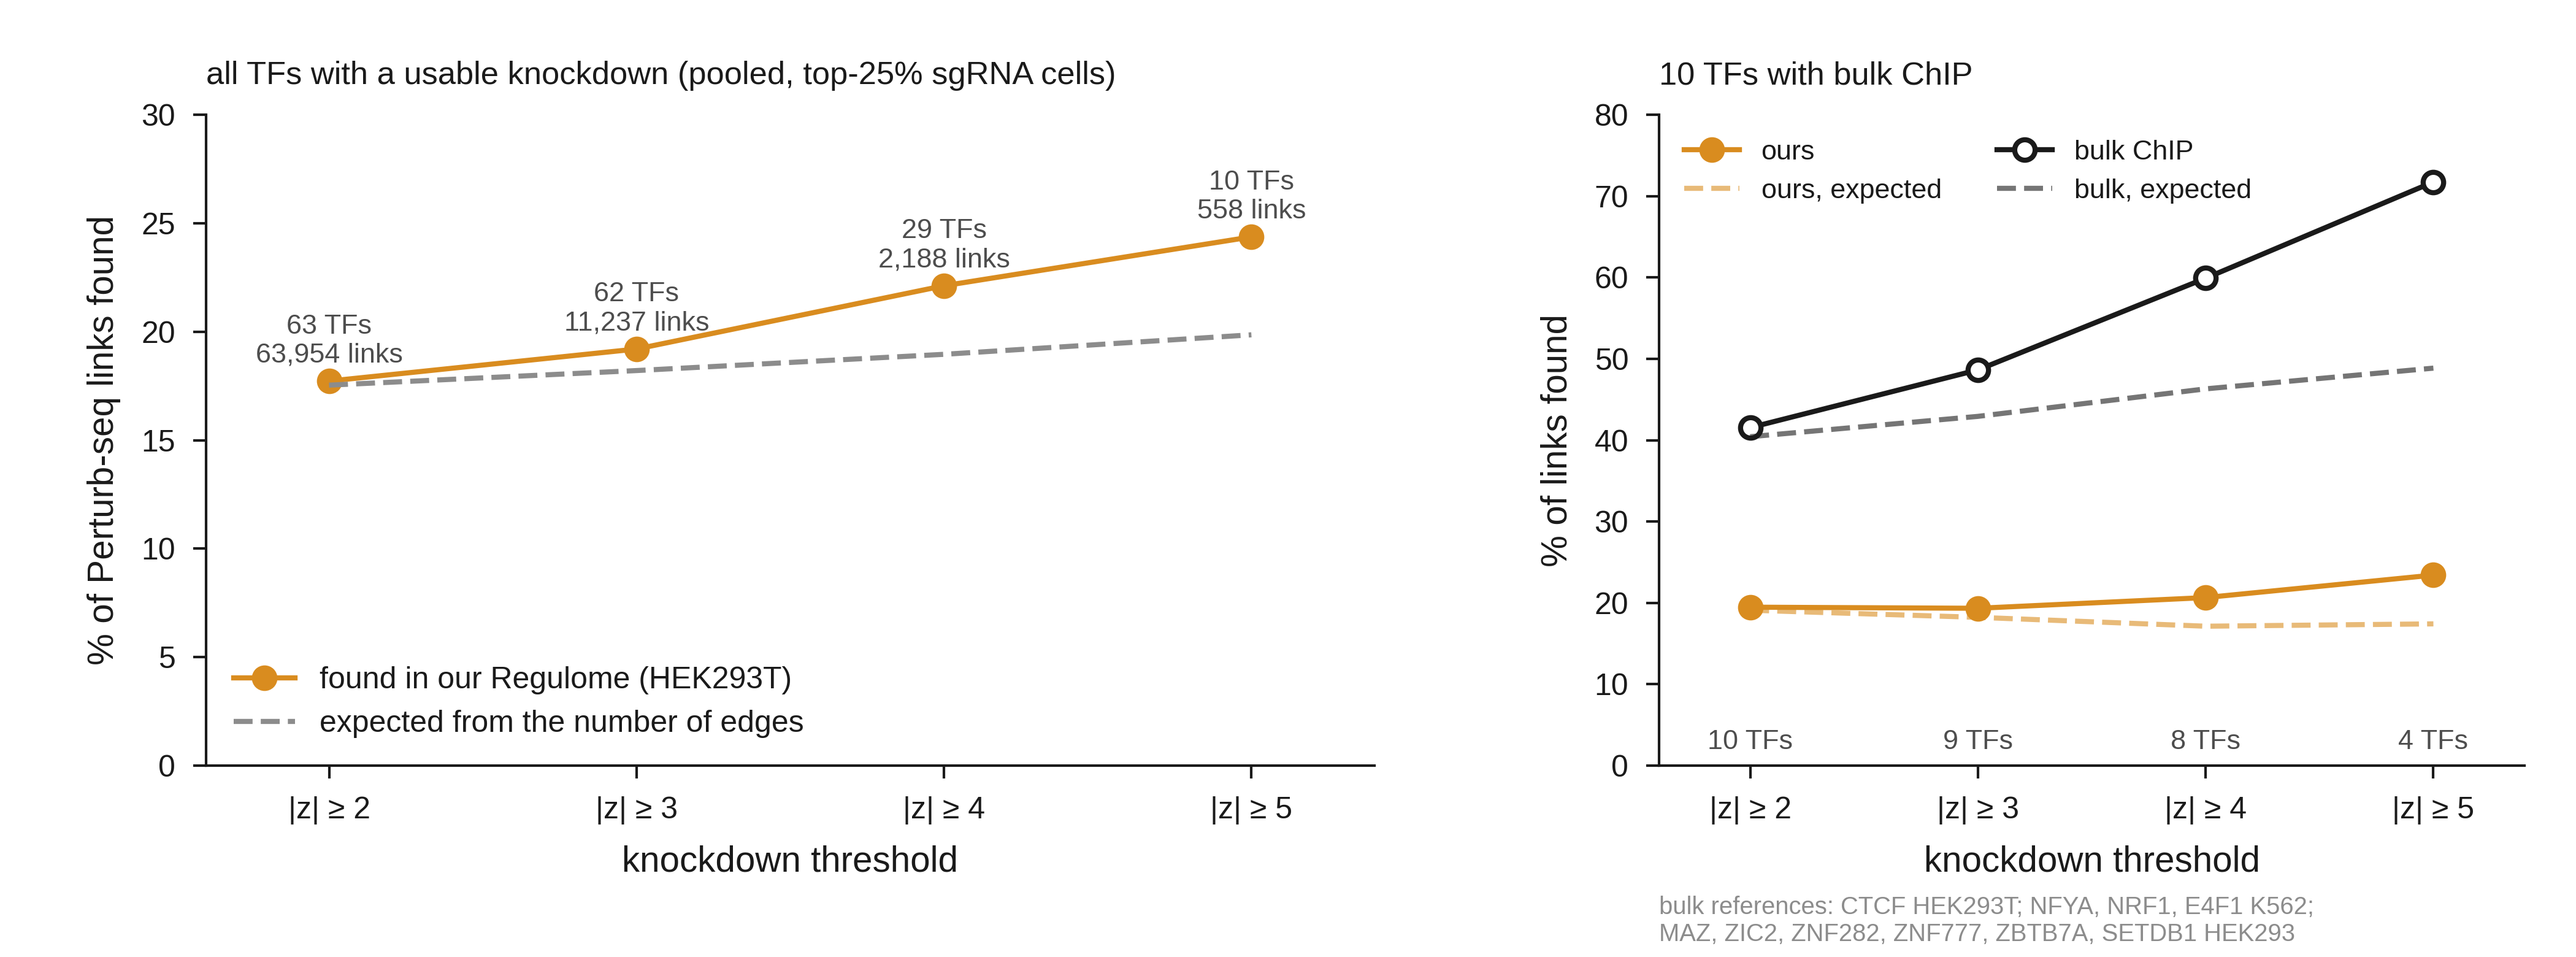 all TFs with a usable knockdown (pooled, top-25% sgRNA cells)
% of Perturb-seq links found
30
25
20
15
10
5
0
63 TFs
63,954 links
62 TFs
11,237 links
29 TFs
2,188 links
10 TFs
558 links
found in our Regulome (HEK293T)
expected from the number of edges
|z| ≥ 2
|z| ≥ 3
|z| ≥ 4
|z| ≥ 5
knockdown threshold
10 TFs with bulk ChIP
% of links found
80
70
60
50
40
30
20
10
0
ours
ours, expected
bulk ChIP
bulk, expected
10 TFs
9 TFs
8 TFs
4 TFs
|z| ≥ 2
|z| ≥ 3
|z| ≥ 4
|z| ≥ 5
knockdown threshold
bulk references: CTCF HEK293T; NFYA, NRF1, E4F1 K562;
MAZ, ZIC2, ZNF282, ZNF777, ZBTB7A, SETDB1 HEK293